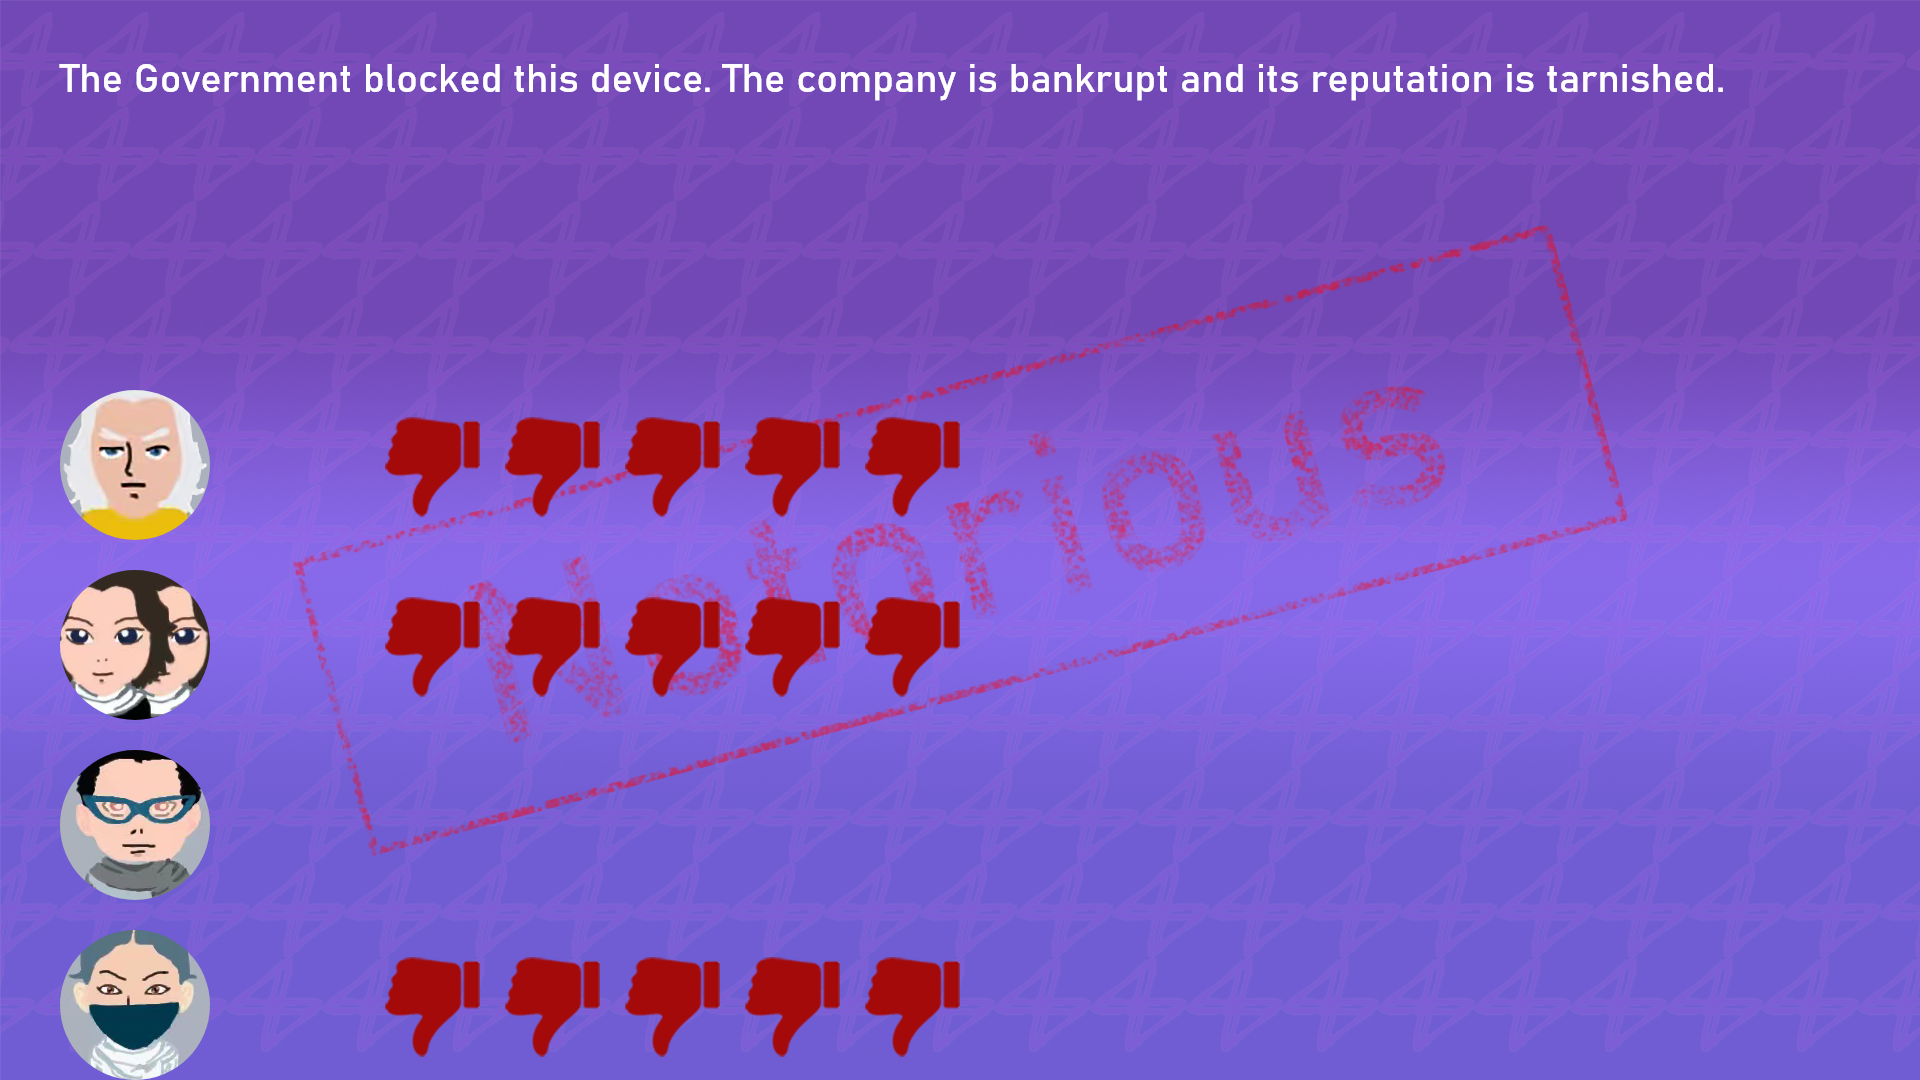 The Government blocked this device. The company is bankrupt and its reputation is tarnished.
Notorious